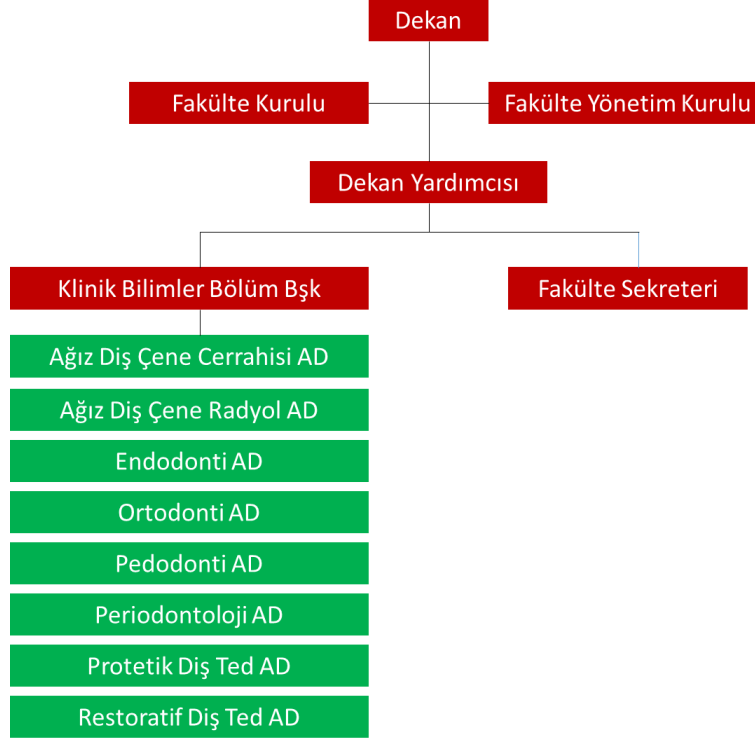 Dekan
Fakülte Kurulu
Fakülte Yönetim Kurulu
Dekan Yardımcısı
Klinik Bilimler Bölüm Bşk
Fakülte Sekreteri
Ağız Diş Çene Cerrahisi AD
Ağız Diş Çene Radyol AD
Endodonti AD
Ortodonti AD
Pedodonti AD
Periodontoloji AD
Protetik Diş Ted AD
Restoratif Diş Ted AD